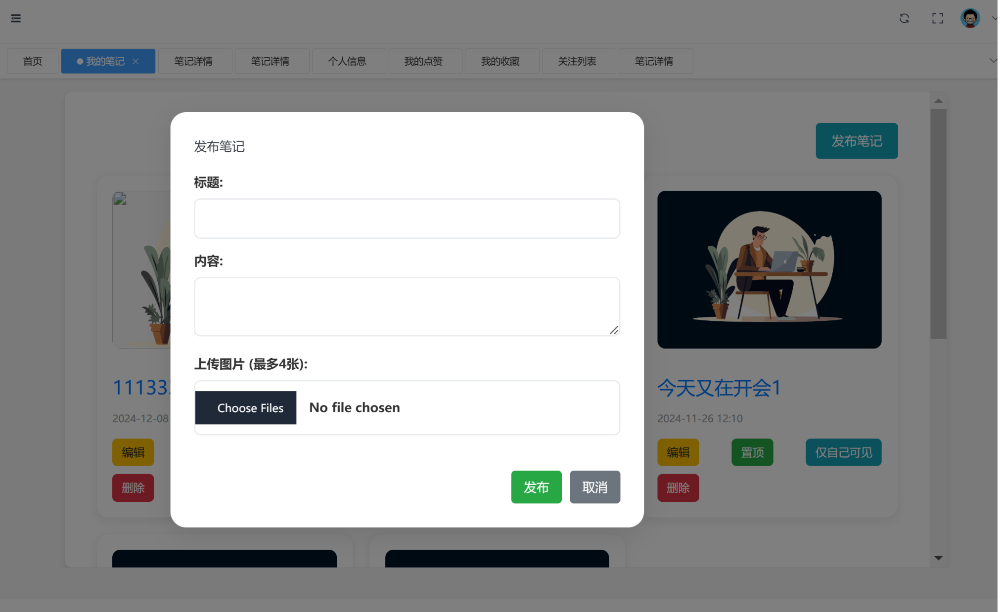 首页
我的笔记
笔记详情
笔记详情
个人信息
我的点赞
我的收藏
关注列表
笔记详情
发布笔记
发布笔记
标题:
内容:
上传图片 (最多4张):
Choose Files
No file chosen
发布
取消
11133
2024-12-08
编辑
删除
今天又在开会1
2024-11-26 12:10
编辑
置顶
仅自己可见
删除